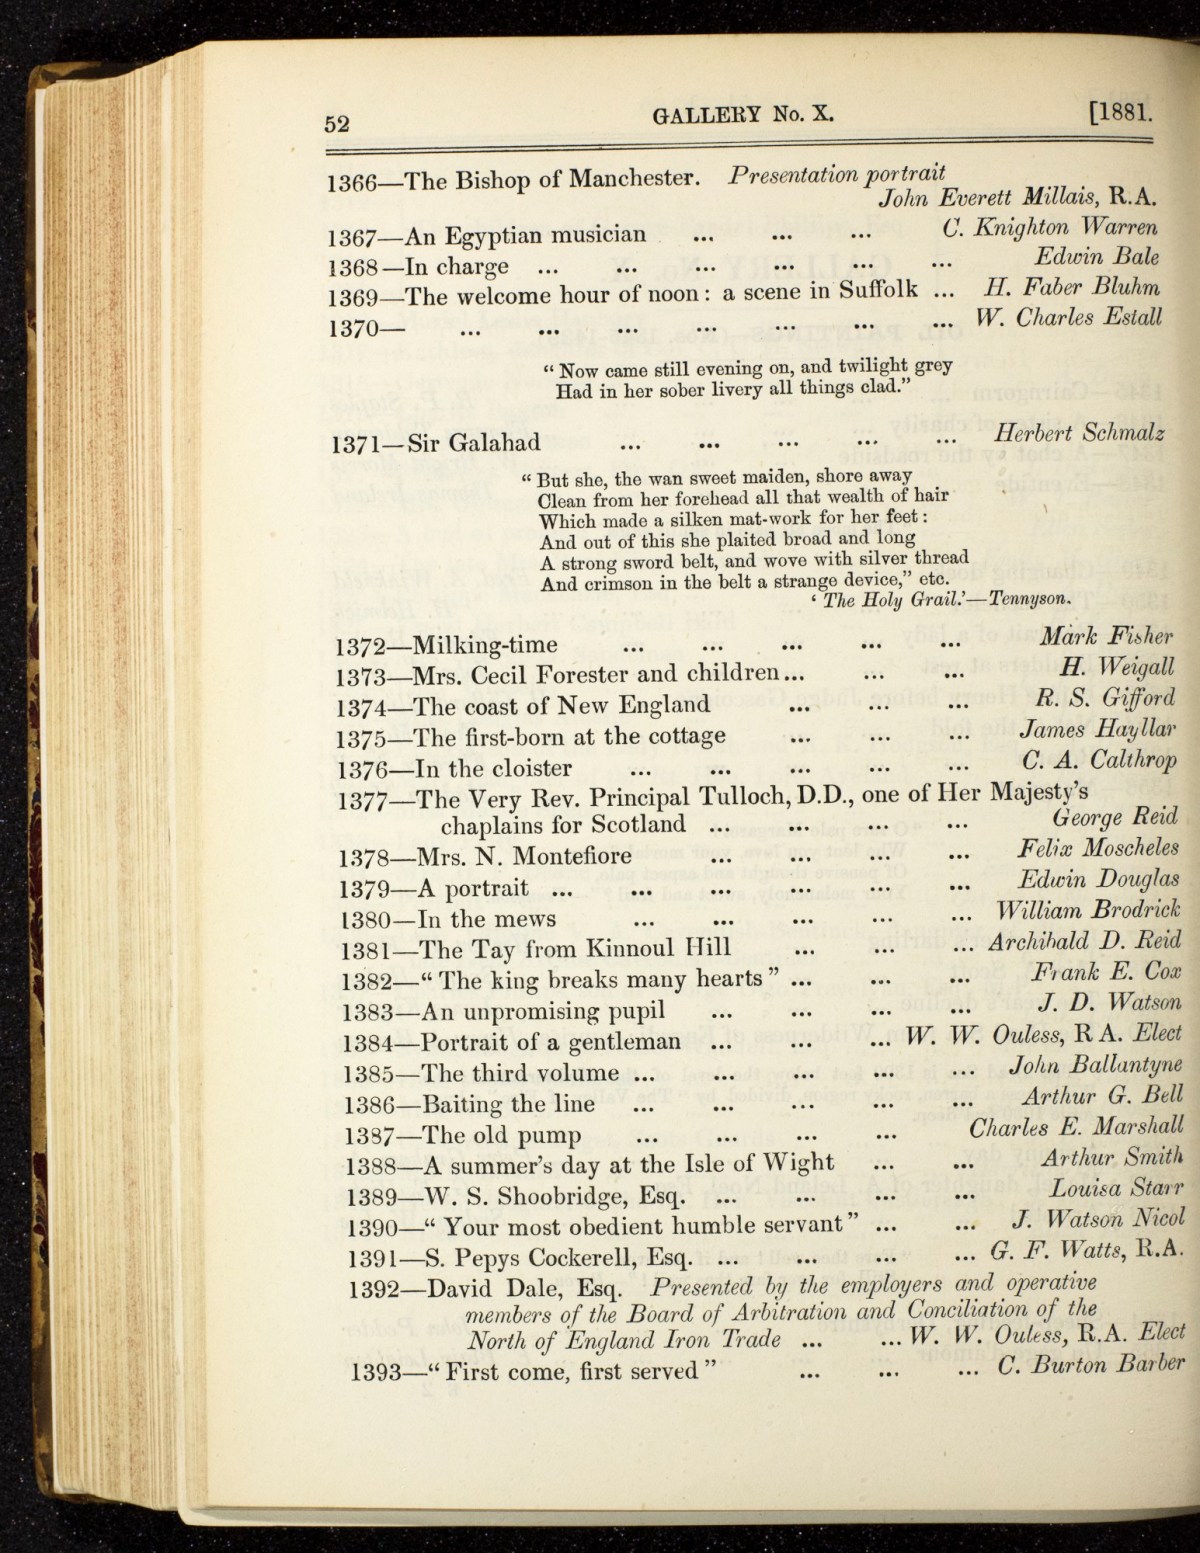 52 GALLERY No. X. [1881.
1366—The Bishop of Manchester. Presentation portrait
John Everett Millais, R.A.
1367—An Egyptian musician ... ... ... C. Knighton Warren
1368—In charge ... ... ... ... ... ... Edwin Bale
1369—The welcome hour of noon: a scene in Suffolk ... H. Faber Bluhm
1370— ... ... ... ... ... ... ... W. Charles Estall
“ Now came still evening on, and twilight grey
Had in her sober livery all things clad.”
1371—Sir Galahad ... ... ... ... ... Herbert Schmalz
“ But she, the wan sweet maiden, shore away
Clean from her forehead all that wealth of hair
Which made a silken mat-work for her feet:
And out of this she plaited broad and long
A strong sword belt, and wove with silver thread
And crimson in the belt a strange device,” etc.
‘ The Holy Grail.’—Tennyson.
1372—Milking-time ... ... ... ... ... Mark Fisher
1373—Mrs. Cecil Forester and children... ... ... H. Weigall
1374—The coast of New England ... ... ... R. S. Gifford
1375—The first-born at the cottage ... ... ... James Hayllar
1376—In the cloister ... ... ... ... ... C. A. Calthrop
1377—The Very Rev. Principal Tulloch, D.D., one of Her Majesty’s
chaplains for Scotland ... ... ... ... George Reid
1378—Mrs. N. Montefiore ... ... ... ... Felix Moscheles
1379—A portrait ... ... ... ... ... ... Edwin Douglas
1380—In the mews ... ... ... ... ... William Brodrick
1381—The Tay from Kinnoul Hill ... ... ... Archibald D. Reid
1382—“ The king breaks many hearts ” ... ... ... Frank E. Cox
1383—An unpromising pupil ... ... ... ... J. D. Watson
1384—Portrait of a gentleman ... ... ... W. W. Ouless, R A. Elect
1385—The third volume ... ... ... ... ... John Ballantyne
1386—Baiting the line ... ... ... ... ... Arthur G. Bell
1387—The old pump ... ... ... ... Charles E. Marshall
1388—A summer’s day at the Isle of Wight ... ... Arthur Smith
1389—W. S. Shoobridge, Esq. ... ... ... ... Louisa Starr
1390—“ Your most obedient humble servant ” ... ... J. Watson Nicol
1391—S. Pepys Cockerell, Esq. ... ... ... ... G. F. Watts, R.A.
1392—David Dale, Esq. Presented by the employers and operative
members of the Board of Arbitration and Conciliation of the
North of England Iron Trade ... ... W. W. Ouless, R.A. Elect
1393—“ First come, first served ” ... ... ... C. Burton Barber